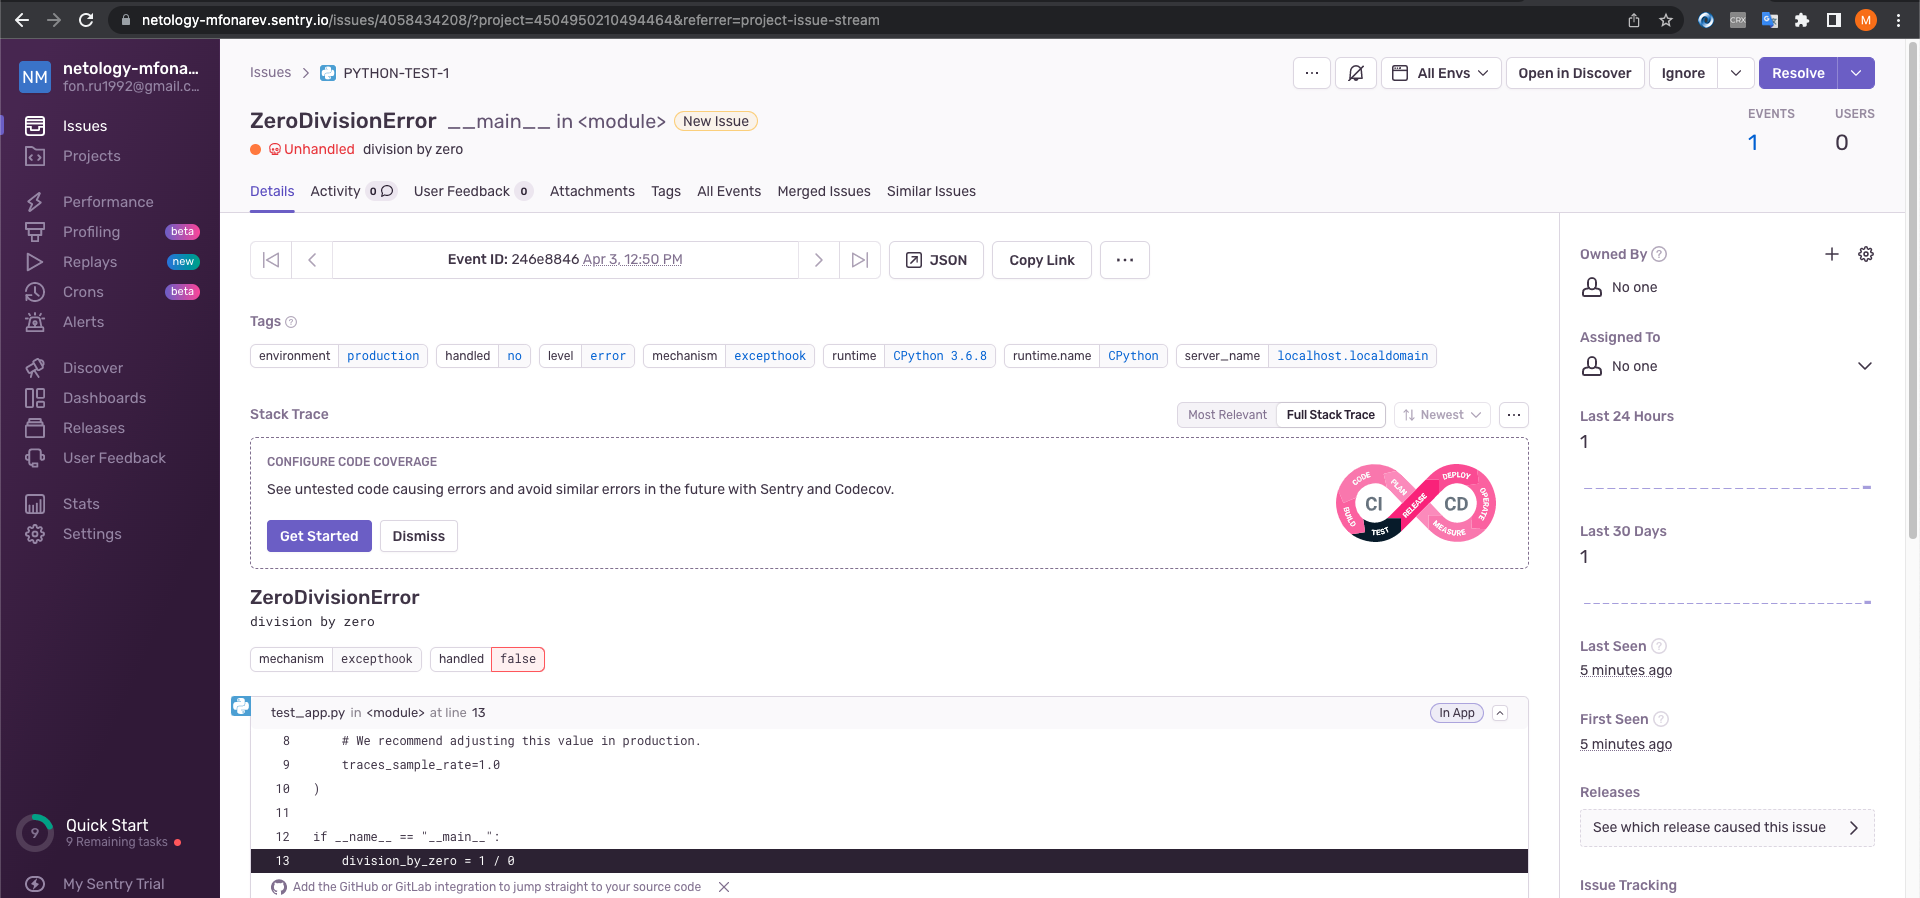 netology-mfonarev.sentry.io/issues/4058434208/?project=4504950210494464&referrer=project-issue-stream
CRX
M
NM
netology-mfona...
fon.ru1992@gmail.c...
Issues
Projects
Performance
Profiling beta
Replays new
Crons beta
Alerts
Discover
Dashboards
Releases
User Feedback
Stats
Settings
9
Quick Start
9 Remaining tasks
My Sentry Trial
Issues > PYTHON-TEST-1
All Envs
Open in Discover
Ignore
Resolve
ZeroDivisionError __main__ in <module> New Issue
Unhandled division by zero
EVENTS
1
USERS
0
Details Activity 0 User Feedback 0 Attachments Tags All Events Merged Issues Similar Issues
Event ID: 246e8846 Apr 3, 12:50 PM
JSON
Copy Link
Tags
environment production handled no level error mechanism excepthook runtime CPython 3.6.8 runtime.name CPython server_name localhost.localdomain
Stack Trace
Most Relevant Full Stack Trace Newest
CONFIGURE CODE COVERAGE
See untested code causing errors and avoid similar errors in the future with Sentry and Codecov.
Get Started Dismiss
CODE
PLAN
BUILD
CI
TEST
RELEASE
DEPLOY
OPERATE
CD
MEASURE
ZeroDivisionError
division by zero
mechanism excepthook handled false
test_app.py in <module> at line 13 In App
8 # We recommend adjusting this value in production.
9 traces_sample_rate=1.0
10 )
11
12 if __name__ == "__main__":
13 division_by_zero = 1 / 0
Add the GitHub or GitLab integration to jump straight to your source code
Owned By
No one
Assigned To
No one
Last 24 Hours
1
Last 30 Days
1
Last Seen
5 minutes ago
First Seen
5 minutes ago
Releases
See which release caused this issue
Issue Tracking